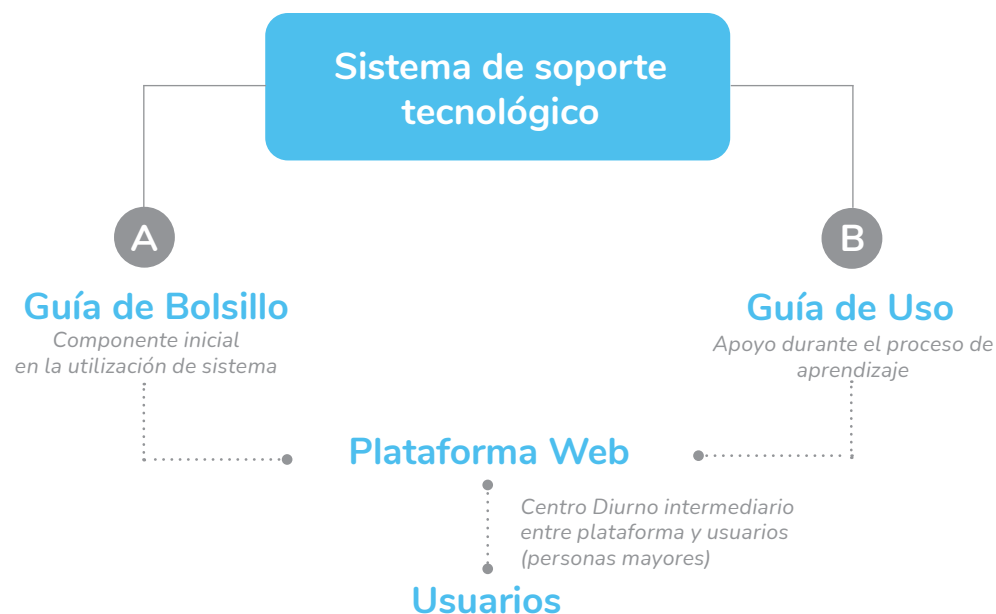 Sistema de soporte
tecnológico
A
B
Guía de Bolsillo
Componente inicial
en la utilización de sistema
Guía de Uso
Apoyo durante el proceso de
aprendizaje
Plataforma Web
Centro Diurno intermediario
entre plataforma y usuarios
(personas mayores)
Usuarios